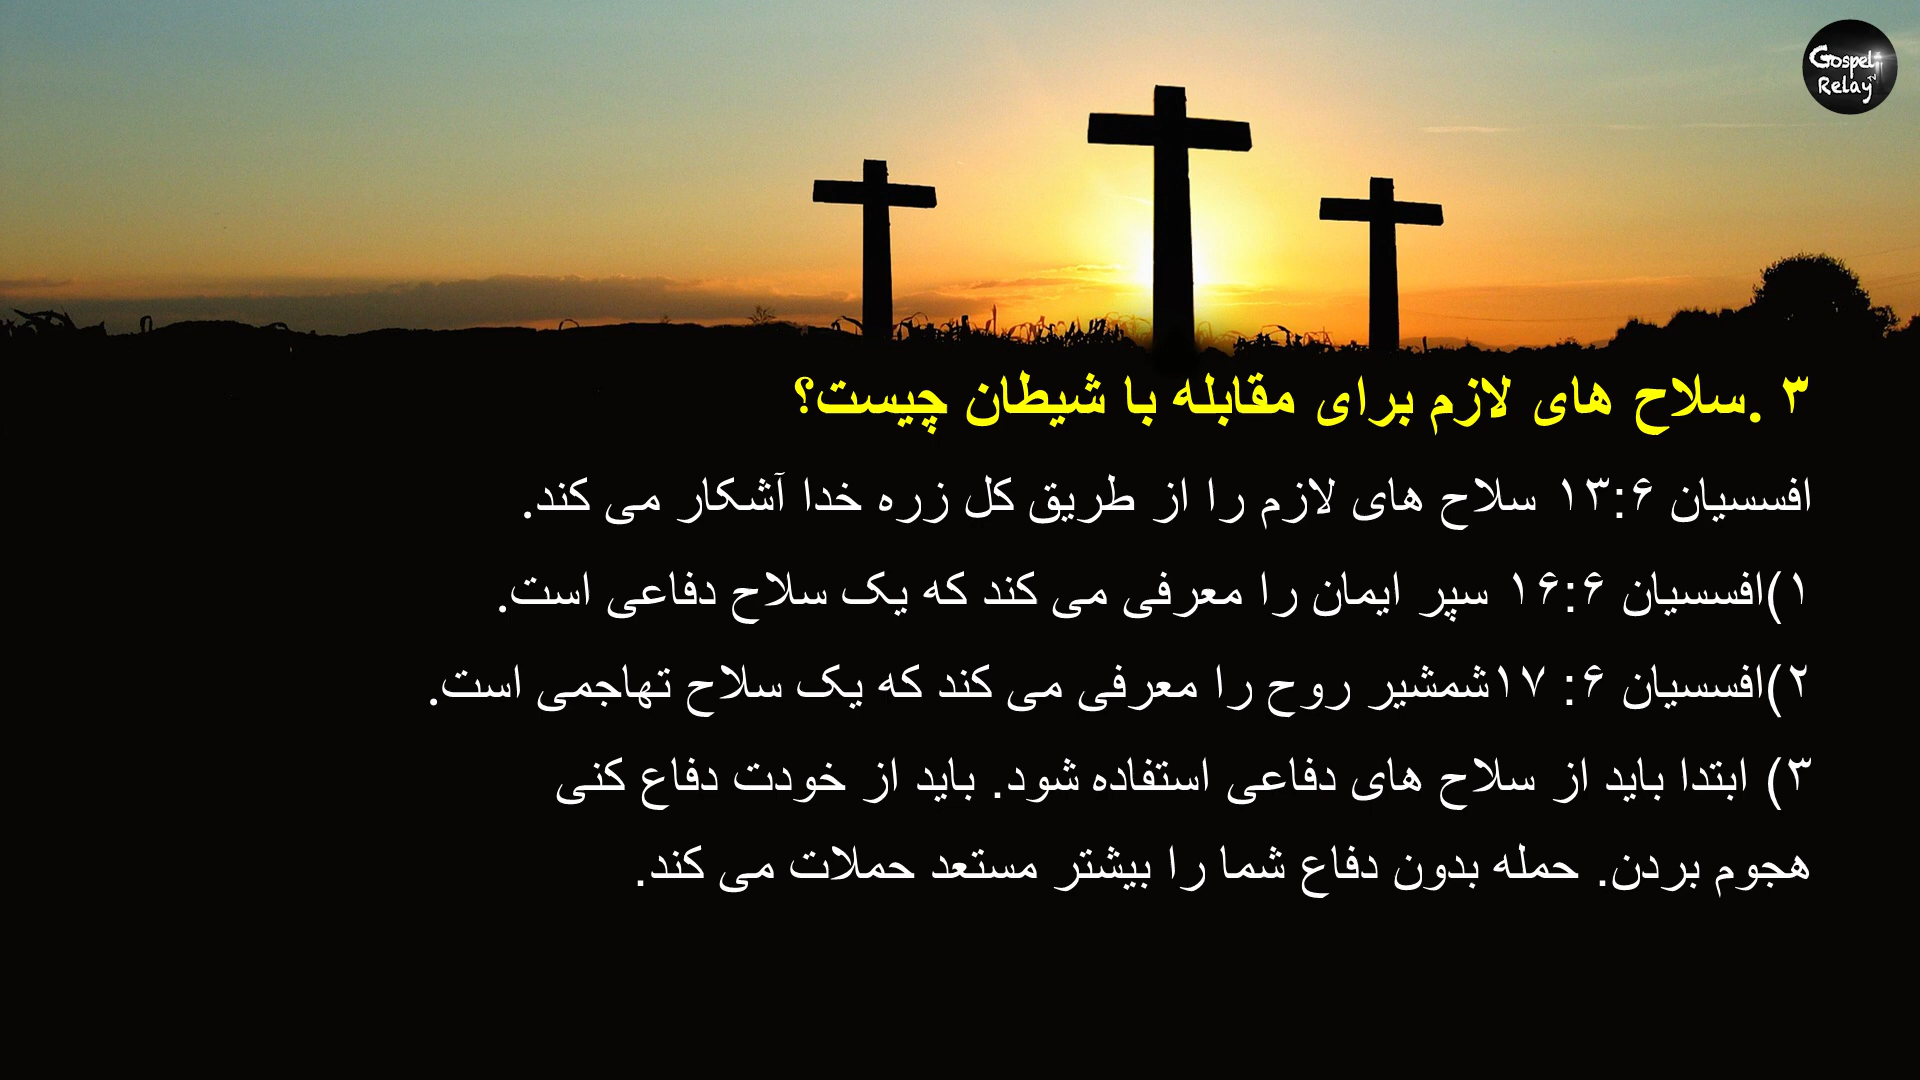 Gospel
Relay
۳ .سلاح های لازم برای مقابله با شیطان چیست؟
افسسیان ۱۳:۶ سلاح های لازم را از طریق کل زره خدا آشکار می کند.
۱)افسسیان ۱۶:۶ سپر ایمان را معرفی می کند که یک سلاح دفاعی است.
۲)افسسیان ۶: ۱۷شمشیر روح را معرفی می کند که یک سلاح تهاجمی است.
۳) ابتدا باید از سلاح های دفاعی استفاده شود. باید از خودت دفاع کنی
هجوم بردن. حمله بدون دفاع شما را بیشتر مستعد حملات می کند.